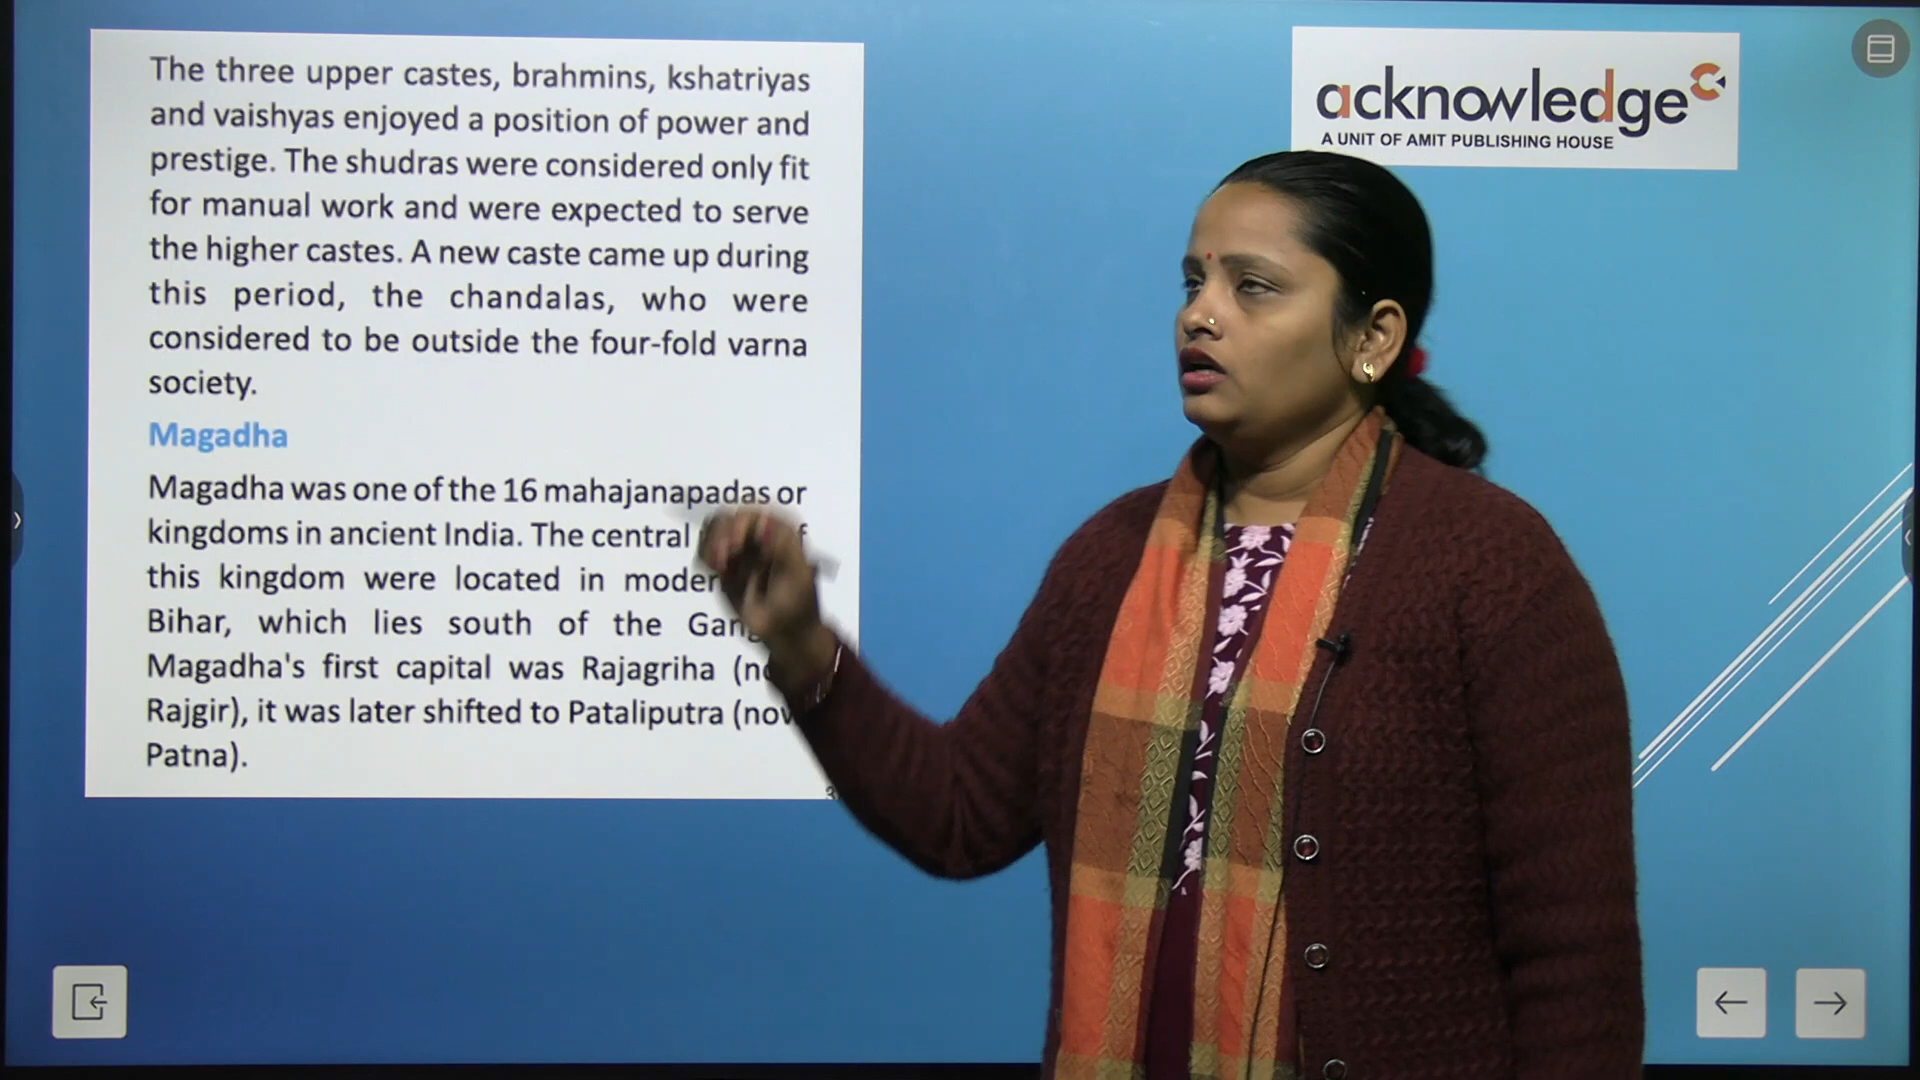 The three upper castes, brahmins, kshatriyas
and vaishyas enjoyed a position of power and
prestige. The shudras were considered only fit
for manual work and were expected to serve
the higher castes. A new caste came up during
this period, the chandalas, who were
considered to be outside the four-fold varna
society.
Magadha
Magadha was one of the 16 mahajanapadas or
kingdoms in ancient India. The central
this kingdom were located in
Bihar, which lies south of the
Magadha's first capital was Rajagriha
Rajgir), it was later shifted to Pataliputra (now
Patna).
acknowledge
A UNIT OF AMIT PUBLISHING HOUSE